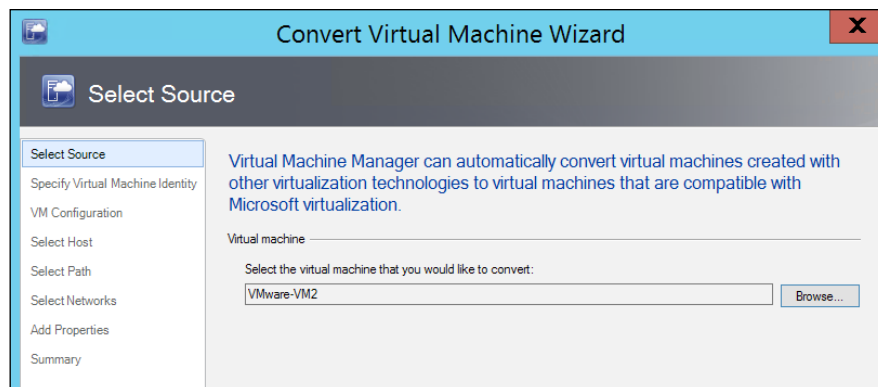 Convert Virtual Machine Wizard
X
Select Source
Select Source
Specify Virtual Machine Identity
VM Configuration
Select Host
Select Path
Select Networks
Add Properties
Summary
Virtual Machine Manager can automatically convert virtual machines created with
other virtualization technologies to virtual machines that are compatible with
Microsoft virtualization.
Virtual machine
Select the virtual machine that you would like to convert:
VMware-VM2
Browse...